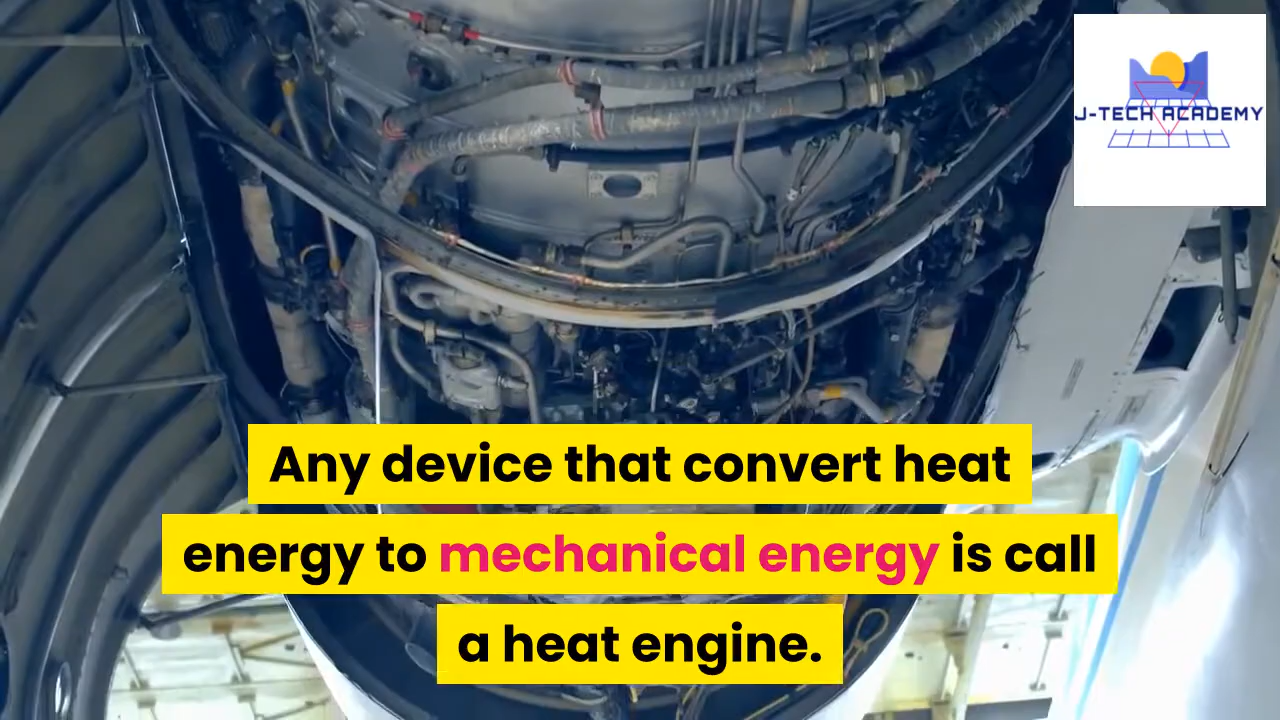 J-TECH ACADEMY
Any device that convert heat
energy to mechanical energy is call
a heat engine.